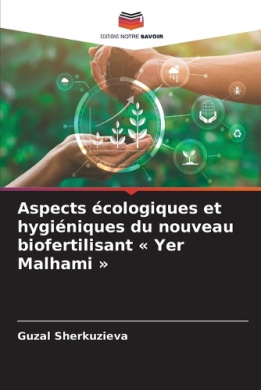 EDITIONS NOTRE SAVOIR
Aspects écologiques et
hygiéniques du nouveau
biofertilisant « Yer
Malhami »
Guzal Sherkuzieva